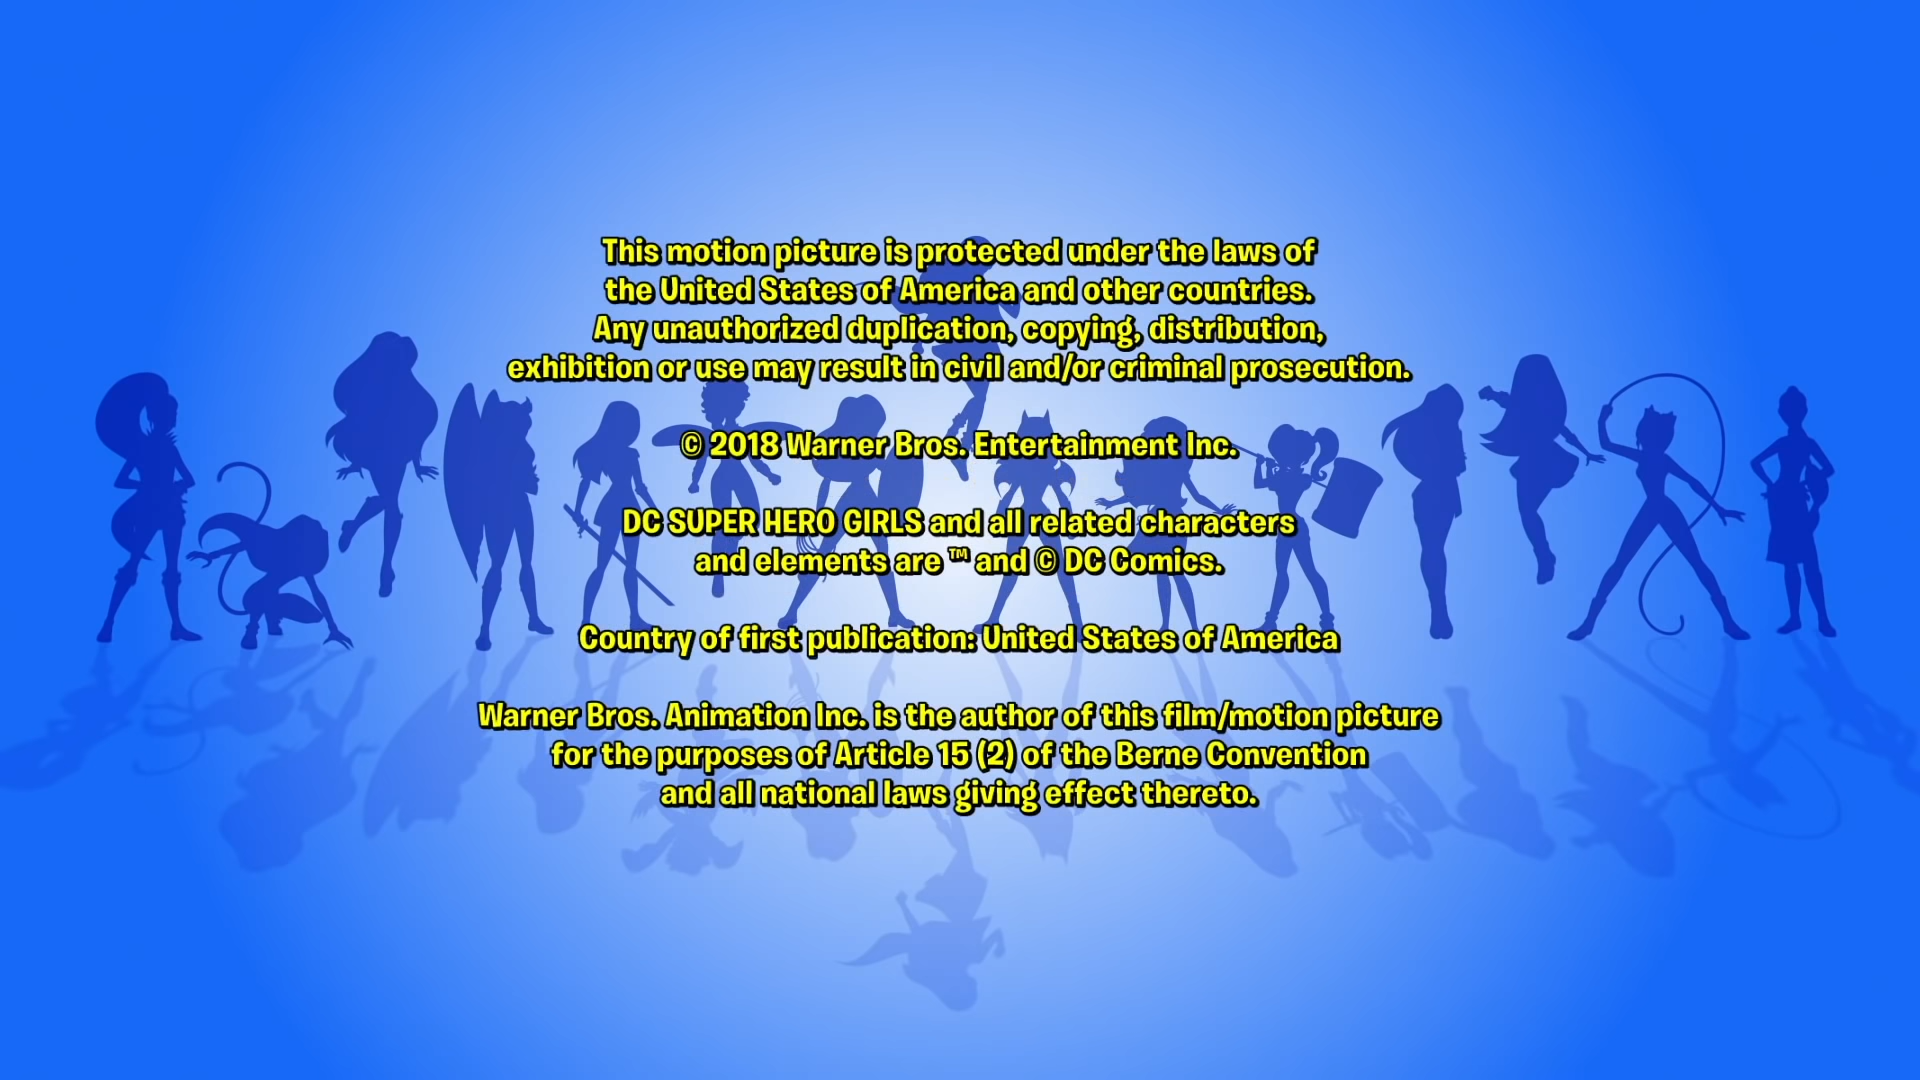 This motion picture is protected under the laws of
the United States of America and other countries.
Any unauthorized duplication, copying, distribution,
exhibition or use may result in civil and/or criminal prosecution.
© 2018 Warner Bros. Entertainment Inc.
DC SUPER HERO GIRLS and all related characters
and elements are ™ and © DC Comics.
Country of first publication: United States of America
Warner Bros. Animation Inc. is the author of this film/motion picture
for the purposes of Article 15 (2) of the Berne Convention
and all national laws giving effect thereto.